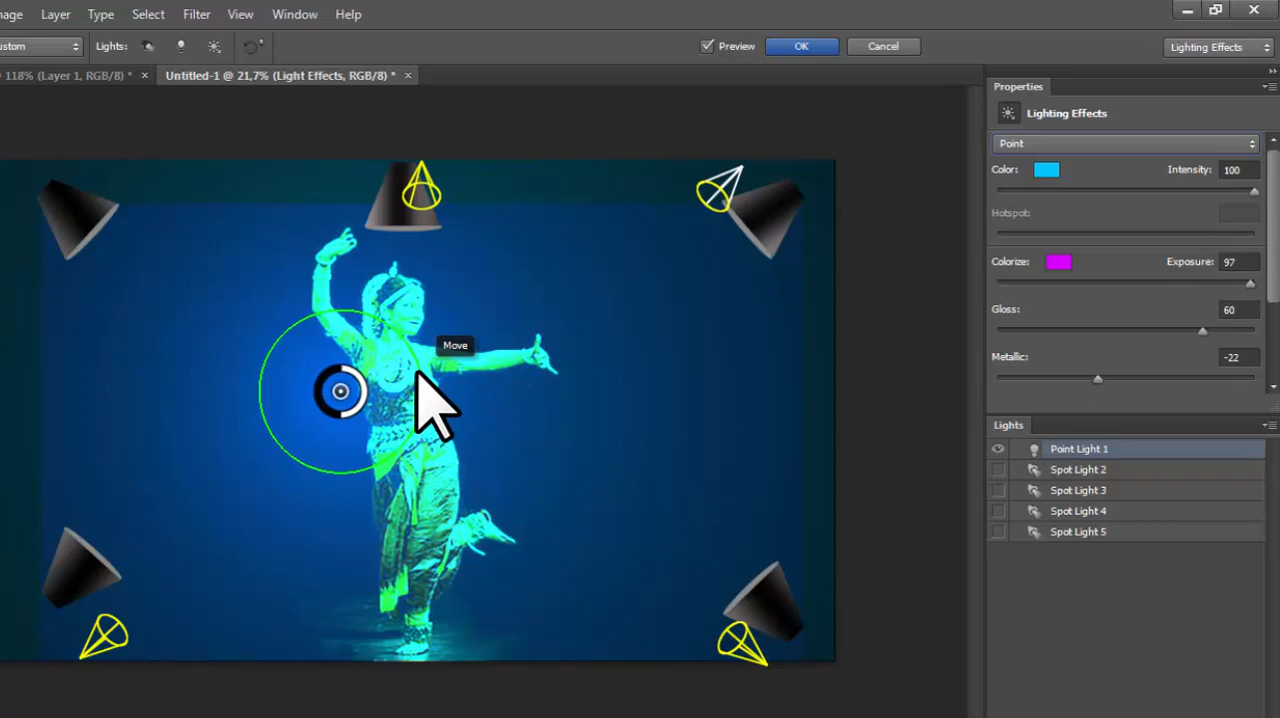 mage Layer Type Select Filter View Window Help
ustom Lights: Preview OK Cancel Lighting Effects
118% (Layer 1, RGB/8) * × Untitled-1 @ 21,7% (Light Effects, RGB/8) * ×
Properties
Lighting Effects
Point
Color: Intensity: 100
Hotspot:
Colorize: Exposure: 97
Gloss: 60
Metallic: -22
Move
Lights
Point Light 1
Spot Light 2
Spot Light 3
Spot Light 4
Spot Light 5